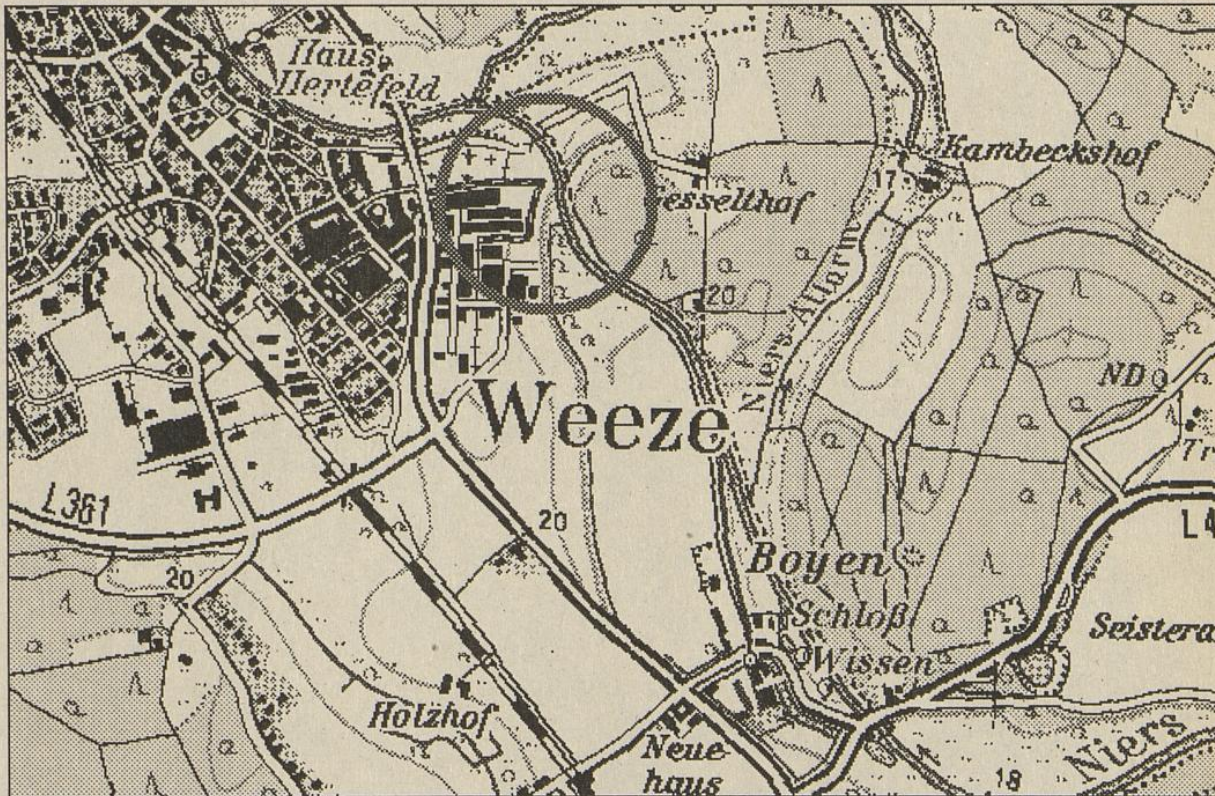 Haus
Hertefeld
Kambeckshof
17
esselthof
20
Niers-Altarm
ND
Weeze
L361
20
20
Boyen
Schloß
Wissen
L4
Seistera
Holzhof
Neue-
haus
Niers
18